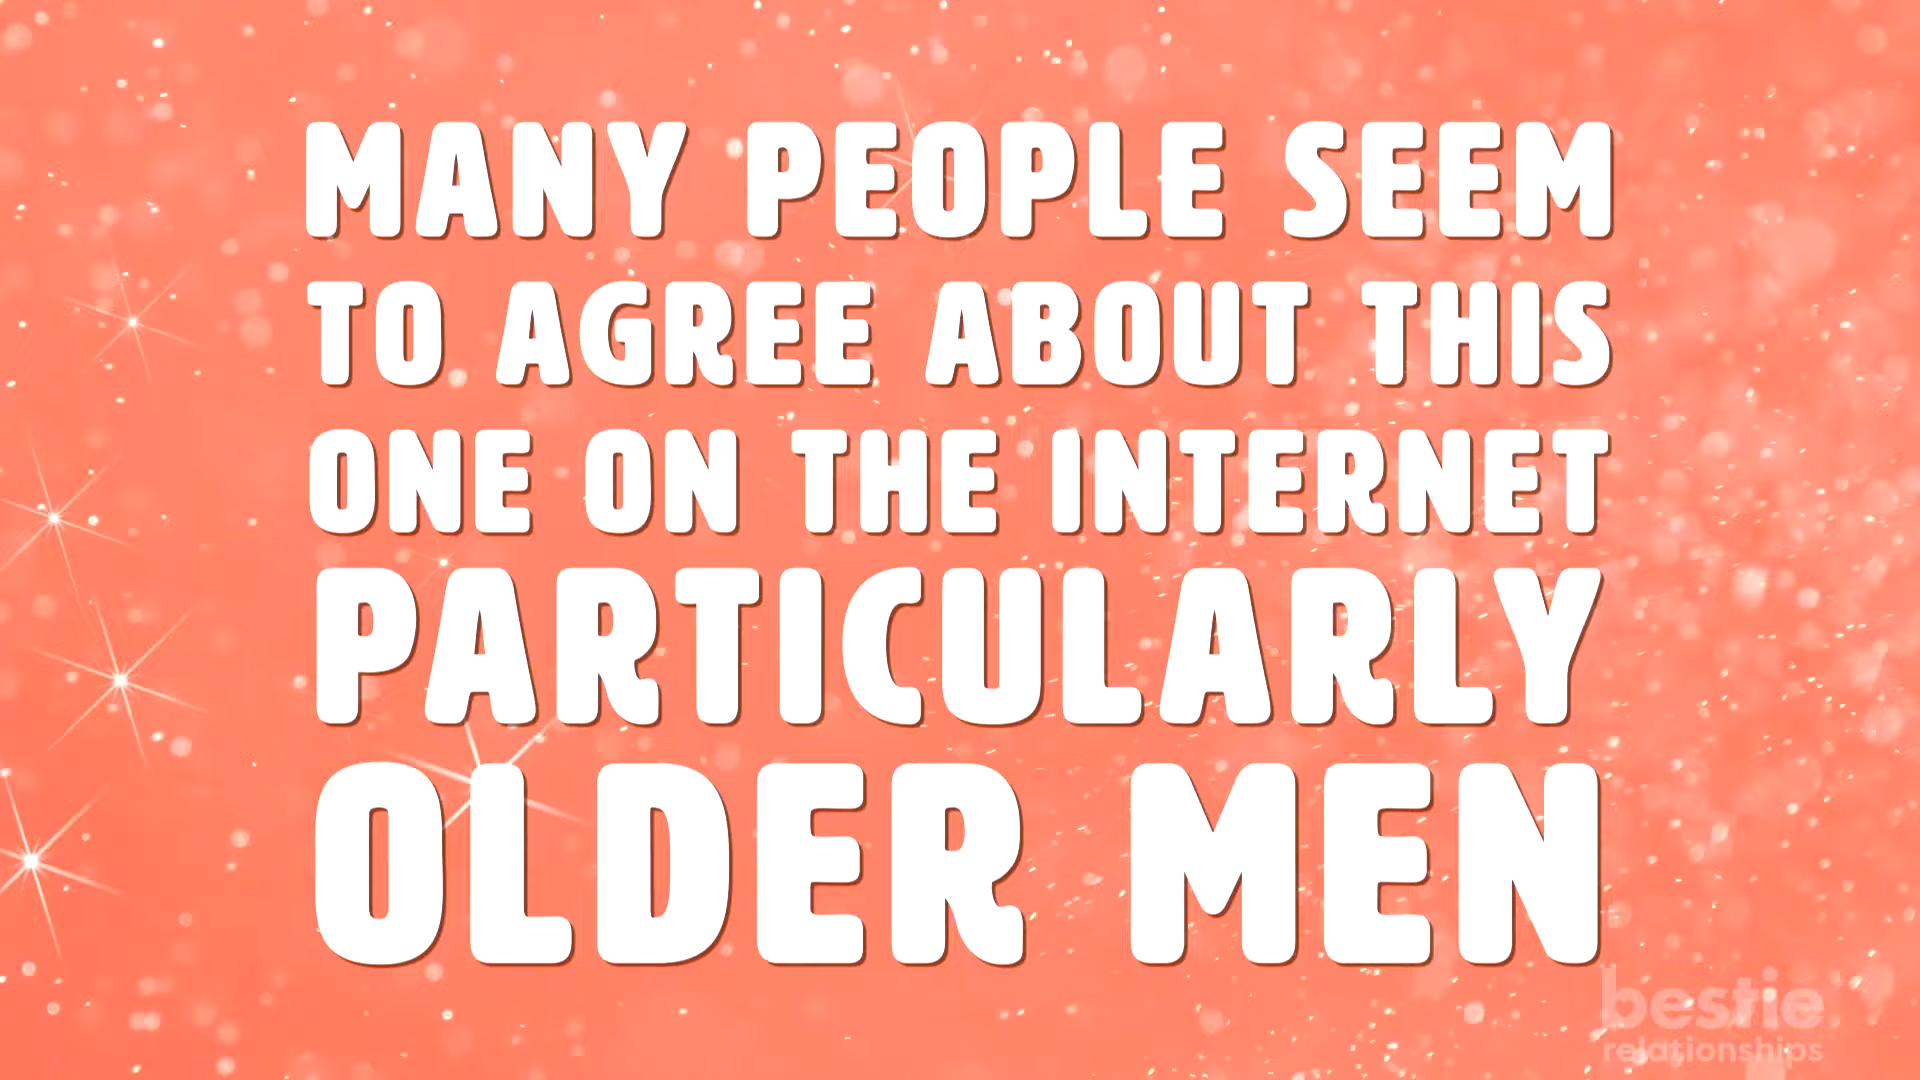 MANY PEOPLE SEEM
TO AGREE ABOUT THIS
ONE ON THE INTERNET
PARTICULARLY
OLDER MEN
bestie
relationships